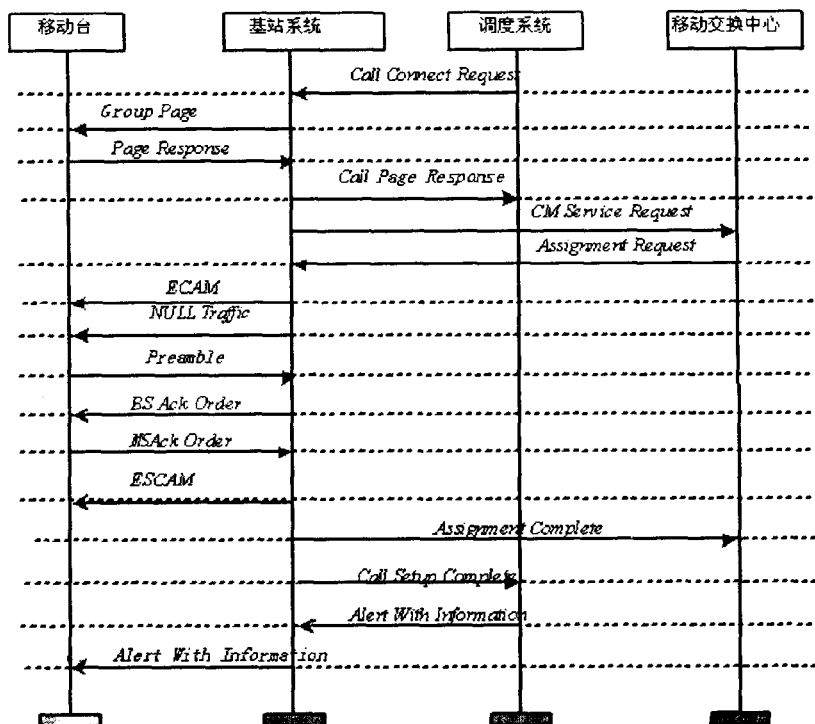 移动台 基站系统 调度系统 移动交换中心
Call Connect Request
Group Page
Page Response
Call Page Response
CM Service Request
Assignment Request
ECAM
NULL Traffic
Preamble
BS Ack Order
MSAck Order
ESCAM
Assignment Complete
Call Setup Complete
Alert With Information
Alert With Information